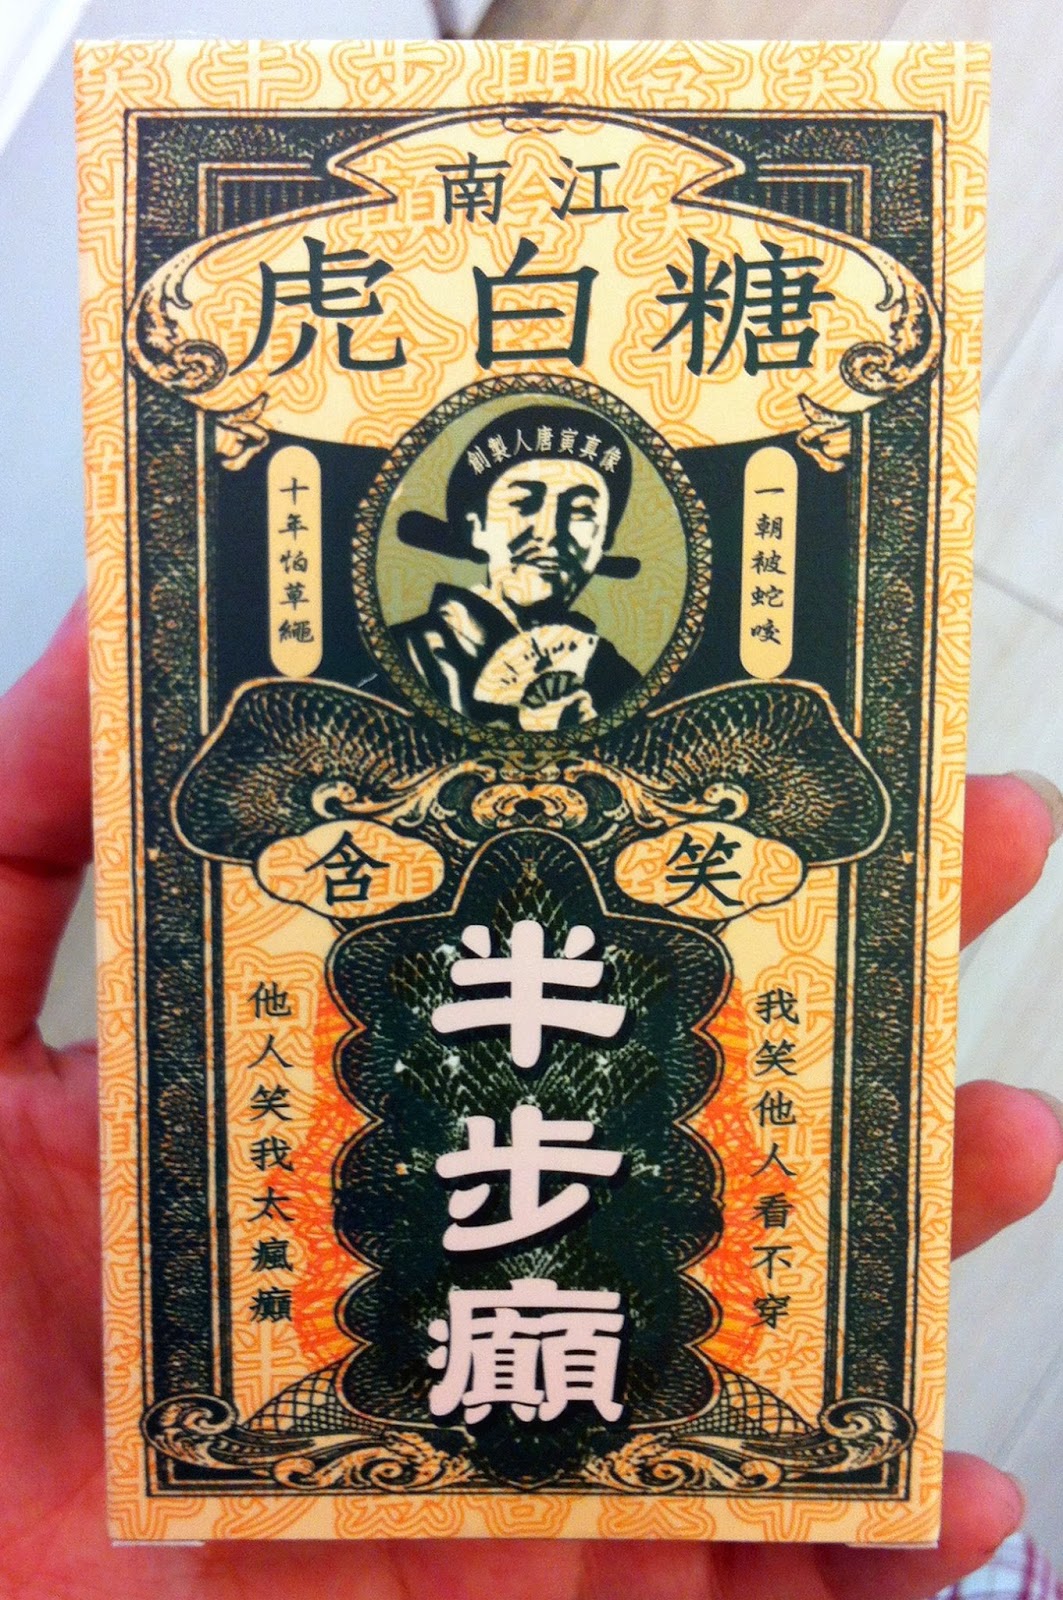 江南
糖白虎
創製人唐寅真像
一朝被蛇咬
十年怕草繩
含笑
半步癲
他人笑我太瘋癲
我笑他人看不穿